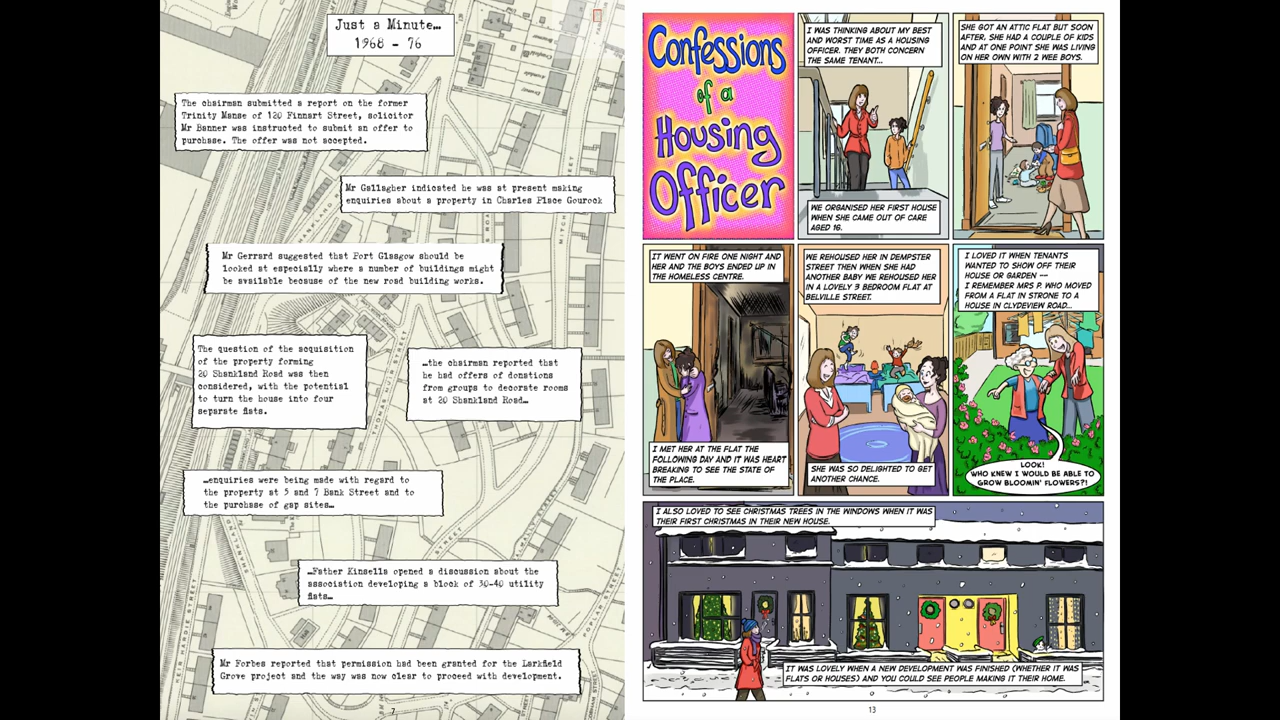 Just a Minute...
1968 - 76
The chairman submitted a report on the former
Trinity Manse of 120 Finnart Street, solicitor
Mr Banner was instructed to submit an offer to
purchase. The offer was not accepted.
Mr Gallagher indicated he was at present making
enquiries about a property in Charles Place Gourock
Mr Gerrard suggested that Port Glasgow should be
looked at especially where a number of buildings might
be available because of the new road building works.
The question of the acquisition
of the property forming
20 Shankland Road was then
considered, with the potential
to turn the house into four
separate flats.
...the chairman reported that
he had offers of donations
from groups to decorate rooms
at 20 Shankland Road...
...enquiries were being made with regard to
the property at 5 and 7 Bank Street and to
the purchase of gap sites...
...Father Kinsella opened a discussion about the
association developing a block of 30-40 utility
flats...
Mr Forbes reported that permission had been granted for the Larkfield
Grove project and the way was now clear to proceed with development.
7
Confessions
of a
Housing
Officer
I WAS THINKING ABOUT MY BEST
AND WORST TIME AS A HOUSING
OFFICER. THEY BOTH CONCERN
THE SAME TENANT...
WE ORGANISED HER FIRST HOUSE
WHEN SHE CAME OUT OF CARE
AGED 16.
SHE GOT AN ATTIC FLAT BUT SOON
AFTER, SHE HAD A COUPLE OF KIDS
AND AT ONE POINT SHE WAS LIVING
ON HER OWN WITH 2 WEE BOYS.
IT WENT ON FIRE ONE NIGHT AND
HER AND THE BOYS ENDED UP IN
THE HOMELESS CENTRE.
I MET HER AT THE FLAT THE
FOLLOWING DAY AND IT WAS HEART
BREAKING TO SEE THE STATE OF
THE PLACE.
WE REHOUSED HER IN DEMPSTER
STREET THEN WHEN SHE HAD
ANOTHER BABY WE REHOUSED HER
IN A LOVELY 3 BEDROOM FLAT AT
BELVILLE STREET.
SHE WAS SO DELIGHTED TO GET
ANOTHER CHANCE.
I LOVED IT WHEN TENANTS
WANTED TO SHOW OFF THEIR
HOUSE OR GARDEN --
I REMEMBER MRS P. WHO MOVED
FROM A FLAT IN STRONE TO A
HOUSE IN CLYDEVIEW ROAD...
LOOK!
WHO KNEW I WOULD BE ABLE TO
GROW BLOOMIN' FLOWERS?!
I ALSO LOVED TO SEE CHRISTMAS TREES IN THE WINDOWS WHEN IT WAS
THEIR FIRST CHRISTMAS IN THEIR NEW HOUSE.
IT WAS LOVELY WHEN A NEW DEVELOPMENT WAS FINISHED (WHETHER IT WAS
FLATS OR HOUSES) AND YOU COULD SEE PEOPLE MAKING IT THEIR HOME.
13